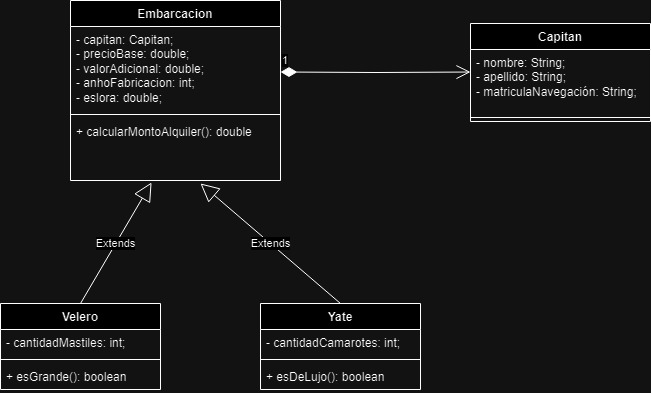 Embarcacion
- capitan: Capitan;
- precioBase: double;
- valorAdicional: double;
- anhoFabricacion: int;
- eslora: double;
+ calcularMontoAlquiler(): double
1
Capitan
- nombre: String;
- apellido: String;
- matriculaNavegación: String;
Extends
Extends
Velero
- cantidadMastiles: int;
+ esGrande(): boolean
Yate
- cantidadCamarotes: int;
+ esDeLujo(): boolean